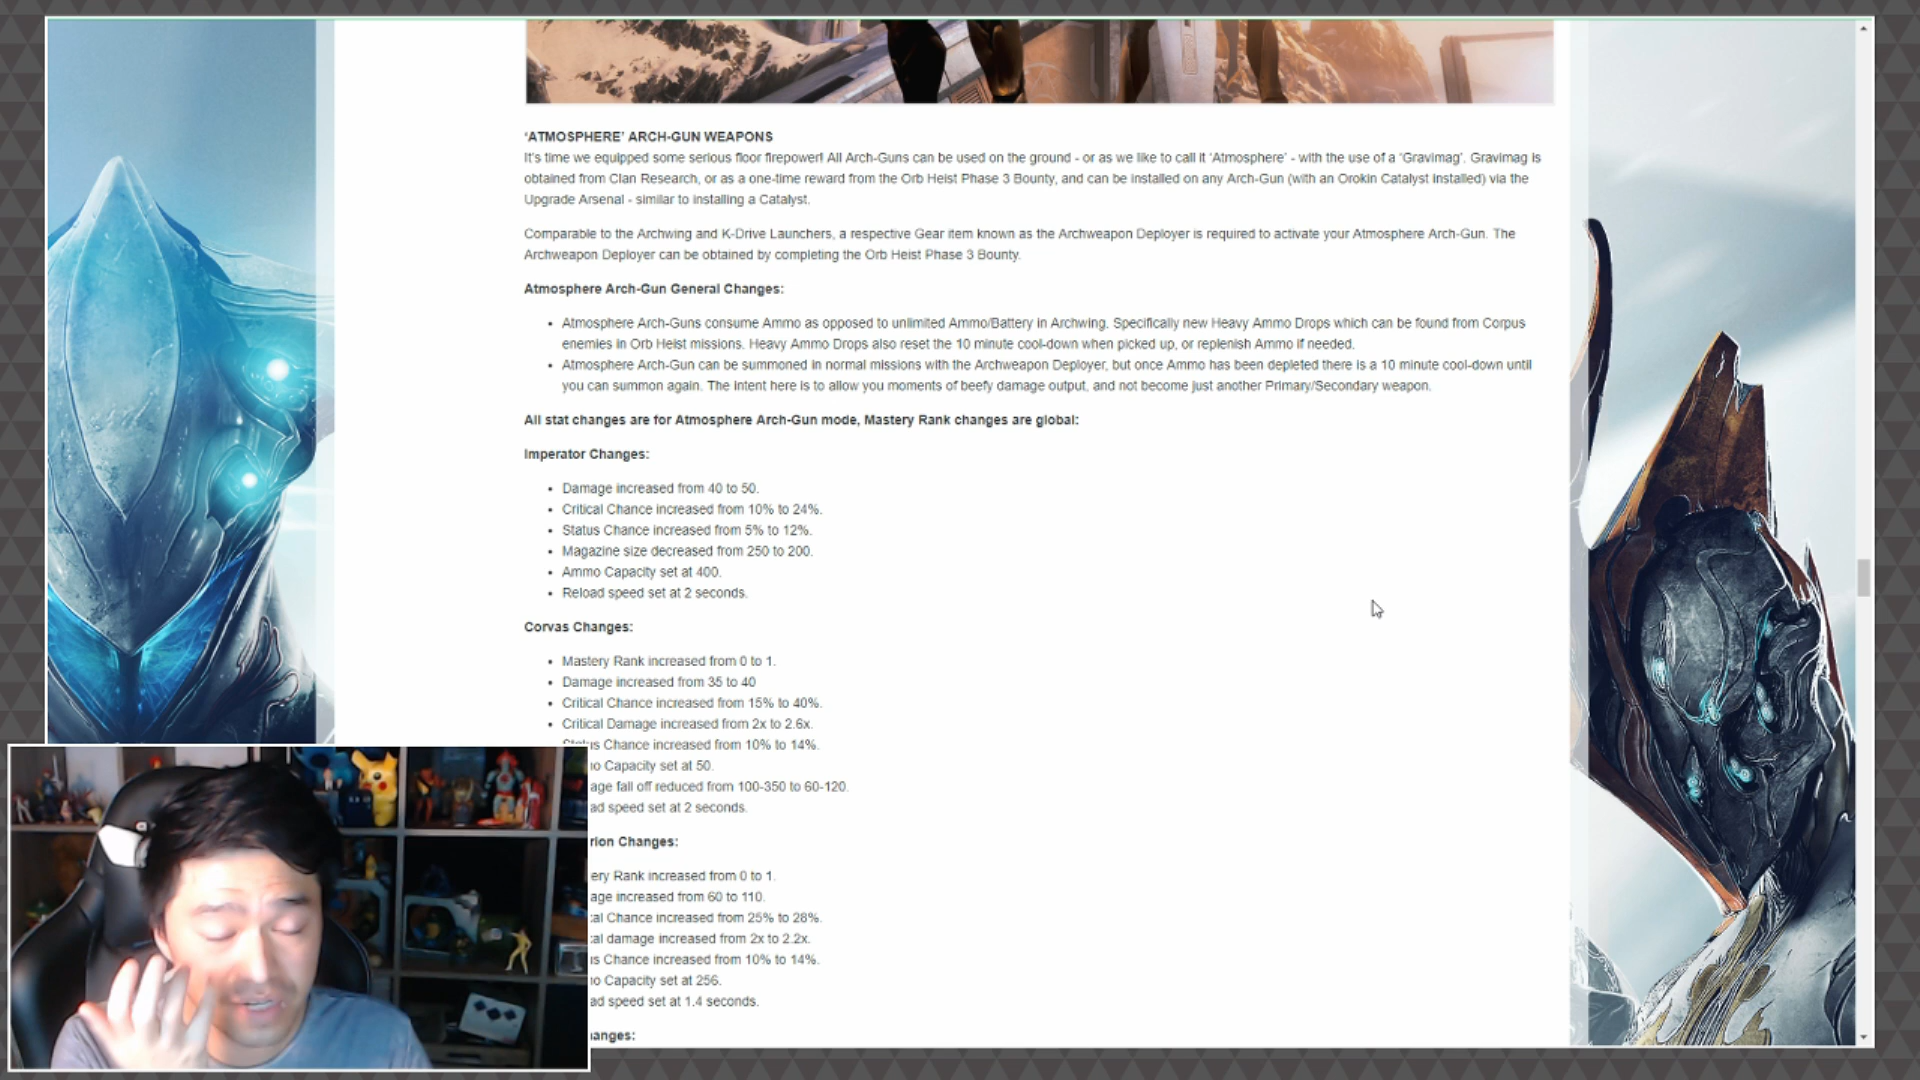 ‘ATMOSPHERE’ ARCH-GUN WEAPONS
It's time we equipped some serious floor firepower! All Arch-Guns can be used on the ground - or as we like to call it ‘Atmosphere’ - with the use of a ‘Gravimag’. Gravimag is
obtained from Clan Research, or as a one-time reward from the Orb Heist Phase 3 Bounty, and can be installed on any Arch-Gun (with an Orokin Catalyst installed) via the
Upgrade Arsenal - similar to installing a Catalyst.
Comparable to the Archwing and K-Drive Launchers, a respective Gear item known as the Archweapon Deployer is required to activate your Atmosphere Arch-Gun. The
Archweapon Deployer can be obtained by completing the Orb Heist Phase 3 Bounty.
Atmosphere Arch-Gun General Changes:
• Atmosphere Arch-Guns consume Ammo as opposed to unlimited Ammo/Battery in Archwing. Specifically new Heavy Ammo Drops which can be found from Corpus
enemies in Orb Heist missions. Heavy Ammo Drops also reset the 10 minute cool-down when picked up, or replenish Ammo if needed.
• Atmosphere Arch-Gun can be summoned in normal missions with the Archweapon Deployer, but once Ammo has been depleted there is a 10 minute cool-down until
you can summon again. The intent here is to allow you moments of beefy damage output, and not become just another Primary/Secondary weapon.
All stat changes are for Atmosphere Arch-Gun mode, Mastery Rank changes are global:
Imperator Changes:
• Damage increased from 40 to 50.
• Critical Chance increased from 10% to 24%.
• Status Chance increased from 5% to 12%.
• Magazine size decreased from 250 to 200.
• Ammo Capacity set at 400.
• Reload speed set at 2 seconds.
Corvas Changes:
• Mastery Rank increased from 0 to 1.
• Damage increased from 35 to 40
• Critical Chance increased from 15% to 40%.
• Critical Damage increased from 2x to 2.6x.
Status Chance increased from 10% to 14%.
Capacity set at 50.
age fall off reduced from 100-350 to 60-120.
ad speed set at 2 seconds.
rion Changes:
ery Rank increased from 0 to 1.
age increased from 60 to 110.
al Chance increased from 25% to 28%.
al damage increased from 2x to 2.2x.
s Chance increased from 10% to 14%.
Capacity set at 256.
ad speed set at 1.4 seconds.
anges: